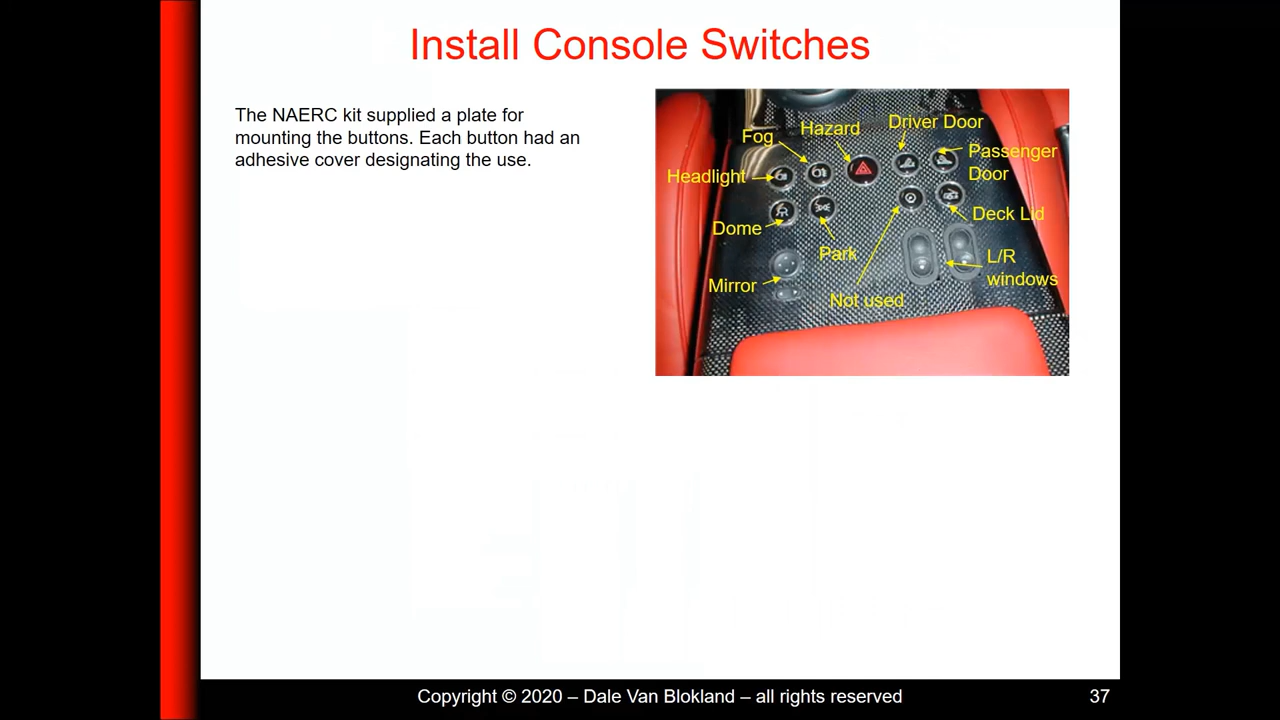 Install Console Switches
The NAERC kit supplied a plate for
mounting the buttons. Each button had an
adhesive cover designating the use.
Fog
Hazard
Driver Door
Headlight
Passenger
Door
Dome
Park
Deck Lid
Mirror
Not used
L/R
windows
Copyright © 2020 – Dale Van Blokland – all rights reserved
37